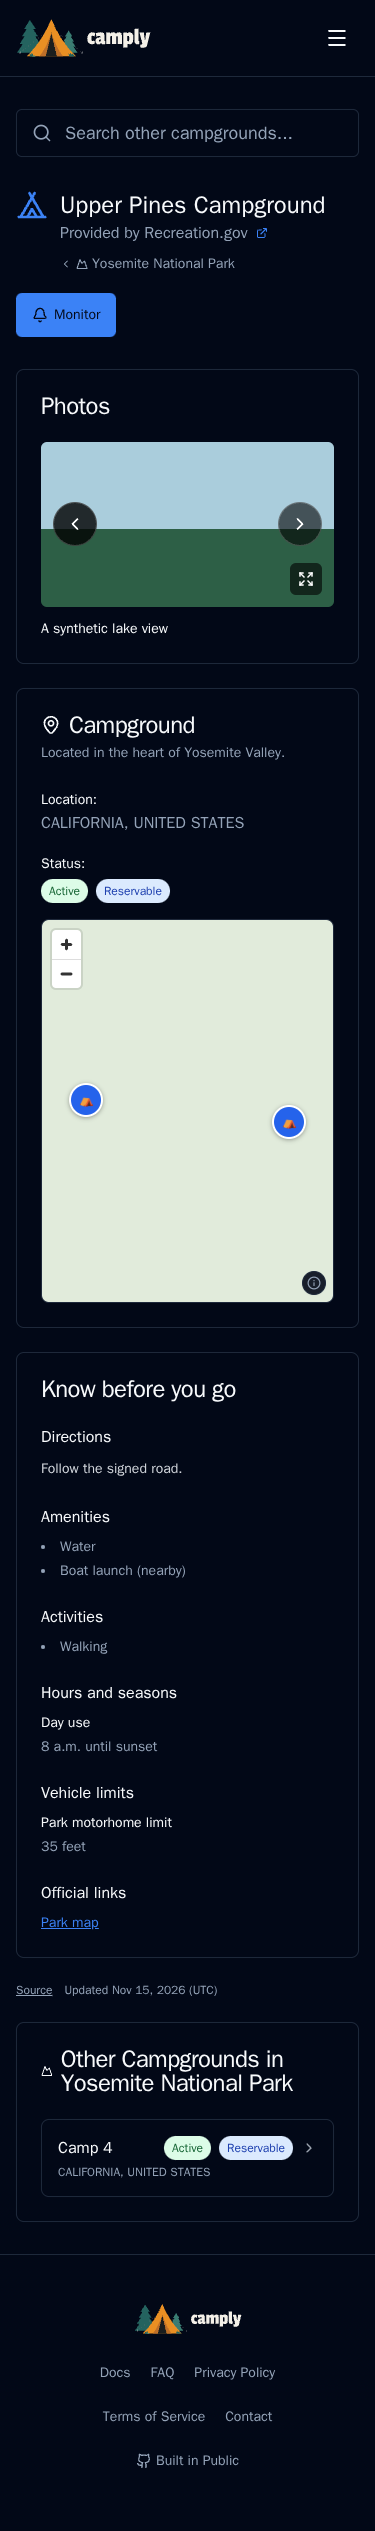 camply
Search other campgrounds...
Upper Pines Campground
Provided by Recreation.gov
Yosemite National Park
Monitor
Photos
A synthetic lake view
Campground
Located in the heart of Yosemite Valley.
Location:
CALIFORNIA, UNITED STATES
Status:
Active Reservable
+
−
Know before you go
Directions
Follow the signed road.
Amenities
• Water
• Boat launch (nearby)
Activities
• Walking
Hours and seasons
Day use
8 a.m. until sunset
Vehicle limits
Park motorhome limit
35 feet
Official links
Park map
Source Updated Nov 15, 2026 (UTC)
Other Campgrounds in
Yosemite National Park
Camp 4 Active Reservable
CALIFORNIA, UNITED STATES
camply
Docs FAQ Privacy Policy
Terms of Service Contact
Built in Public